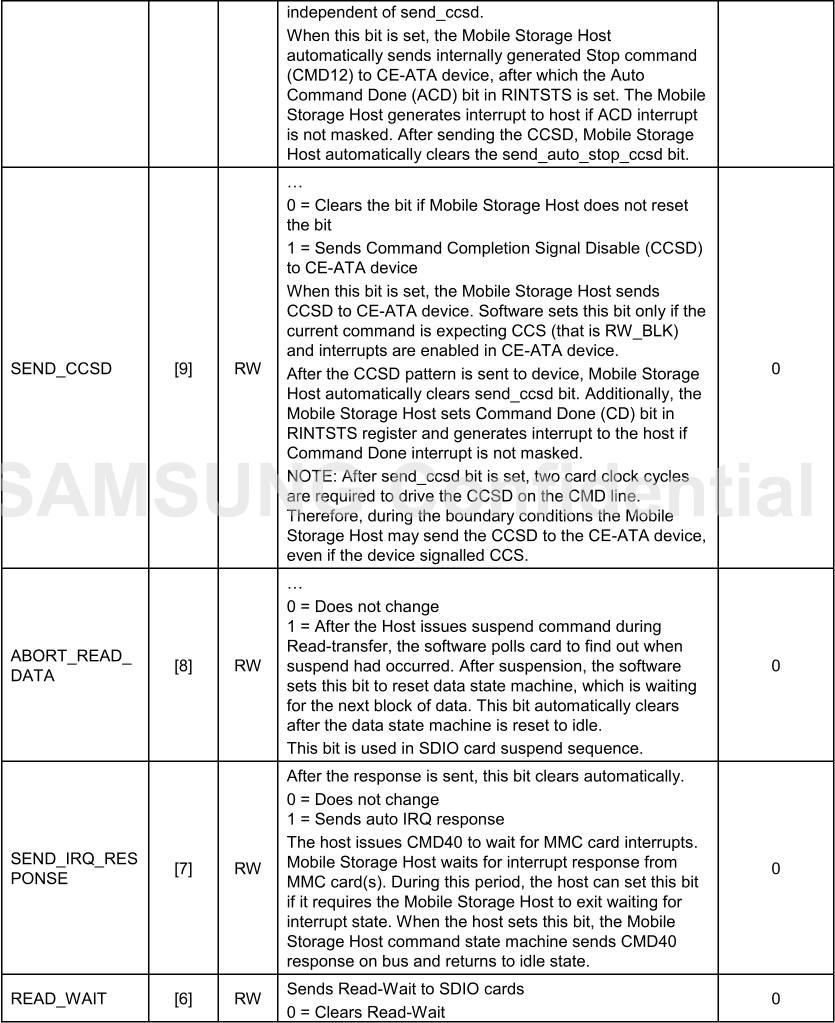 independent of send_ccsd.
When this bit is set, the Mobile Storage Host
automatically sends internally generated Stop command
(CMD12) to CE-ATA device, after which the Auto
Command Done (ACD) bit in RINTSTS is set. The Mobile
Storage Host generates interrupt to host if ACD interrupt
is not masked. After sending the CCSD, Mobile Storage
Host automatically clears the send_auto_stop_ccsd bit.
SEND_CCSD
[9]
RW
…
0 = Clears the bit if Mobile Storage Host does not reset
the bit
1 = Sends Command Completion Signal Disable (CCSD)
to CE-ATA device
When this bit is set, the Mobile Storage Host sends
CCSD to CE-ATA device. Software sets this bit only if the
current command is expecting CCS (that is RW_BLK)
and interrupts are enabled in CE-ATA device.
After the CCSD pattern is sent to device, Mobile Storage
Host automatically clears send_ccsd bit. Additionally, the
Mobile Storage Host sets Command Done (CD) bit in
RINTSTS register and generates interrupt to the host if
Command Done interrupt is not masked.
NOTE: After send_ccsd bit is set, two card clock cycles
are required to drive the CCSD on the CMD line.
Therefore, during the boundary conditions the Mobile
Storage Host may send the CCSD to the CE-ATA device,
even if the device signalled CCS.
0
SAMSUNG Confidential
ABORT_READ_
DATA
[8]
RW
…
0 = Does not change
1 = After the Host issues suspend command during
Read-transfer, the software polls card to find out when
suspend had occurred. After suspension, the software
sets this bit to reset data state machine, which is waiting
for the next block of data. This bit automatically clears
after the data state machine is reset to idle.
This bit is used in SDIO card suspend sequence.
0
SEND_IRQ_RES
PONSE
[7]
RW
After the response is sent, this bit clears automatically.
0 = Does not change
1 = Sends auto IRQ response
The host issues CMD40 to wait for MMC card interrupts.
Mobile Storage Host waits for interrupt response from
MMC card(s). During this period, the host can set this bit
if it requires the Mobile Storage Host to exit waiting for
interrupt state. When the host sets this bit, the Mobile
Storage Host command state machine sends CMD40
response on bus and returns to idle state.
0
READ_WAIT
[6]
RW
Sends Read-Wait to SDIO cards
0 = Clears Read-Wait
0